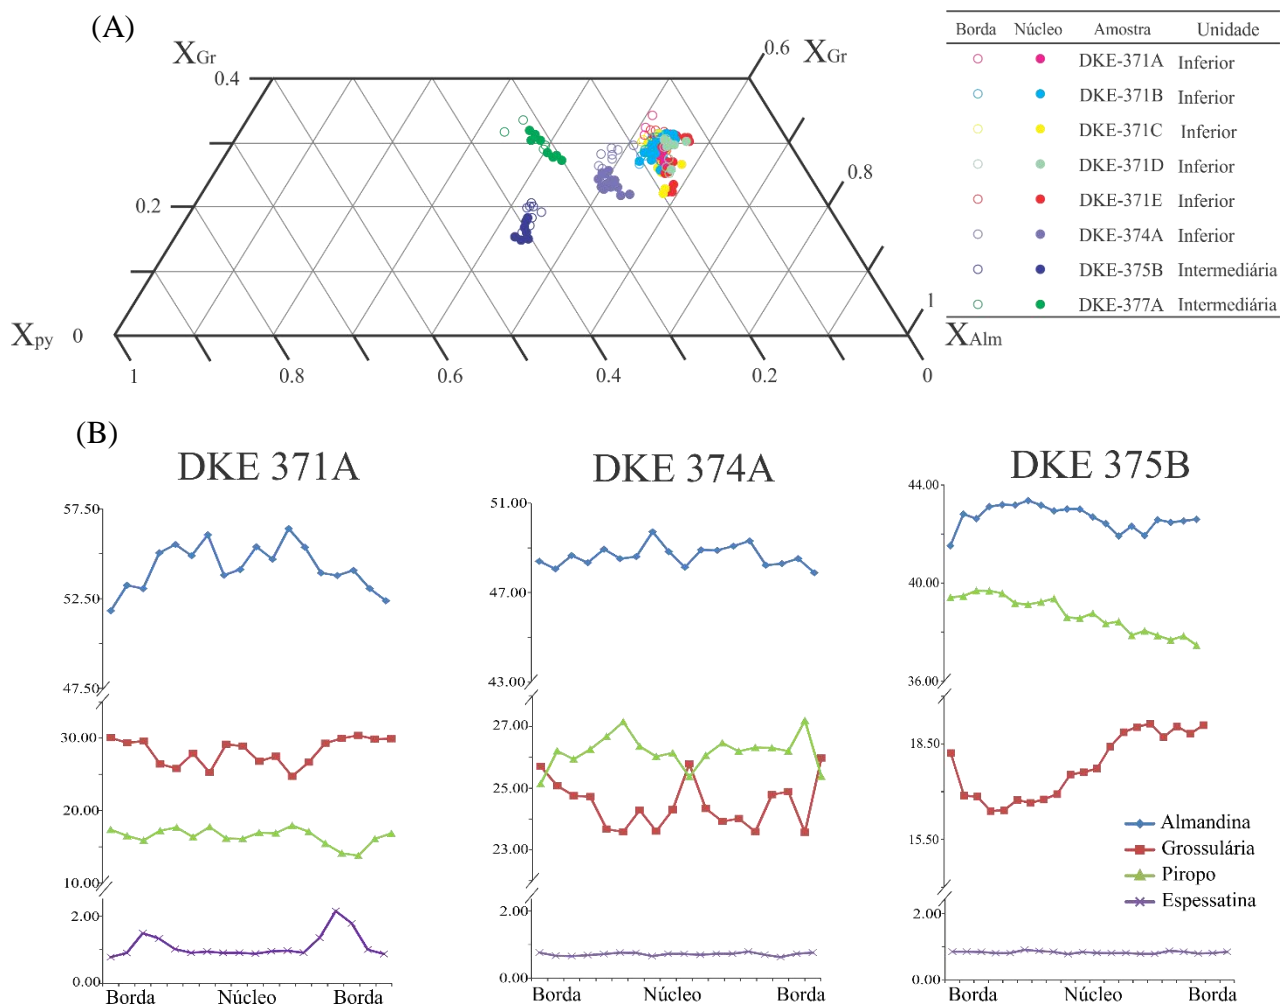 (A)
X Gr
X Gr
0.6
0.4
0.8
0.2
1
X py
0
X Alm
1
0.8
0.6
0.4
0.2
0
Borda Núcleo Amostra Unidade
DKE-371A Inferior
DKE-371B Inferior
DKE-371C Inferior
DKE-371D Inferior
DKE-371E Inferior
DKE-374A Inferior
DKE-375B Intermediária
DKE-377A Intermediária
(B)
DKE 371A
57.50
52.50
47.50
30.00
20.00
10.00
2.00
0.00
Borda Núcleo Borda
DKE 374A
51.00
47.00
43.00
27.00
25.00
23.00
2.00
0.00
Borda Núcleo Borda
DKE 375B
44.00
40.00
36.00
18.50
15.50
2.00
0.00
Borda Núcleo Borda
Almandina
Grossulária
Piropo
Espessatina